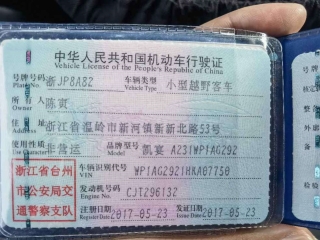 中华人民共和国机动车行驶证
Vehicle License of the People's Republic of China
号牌号码 浙JP8A82 车辆类型 小型越野客车
Plate No. Vehicle Type
所有人 陈寅
Owner
住址 浙江省温岭市新河镇新新北路53号
使用性质 非营运 品牌型号 凯宴 A231WP1AG292
Use Character Model
浙江省台州
市公安局交
通警察支队
车辆识别代号 WP1AG2921HKA07750
VIN
发动机号码 CJT296132
Engine No.
注册日期 2017-05-23 发证日期 2017-05-23
Register Date Issue Date